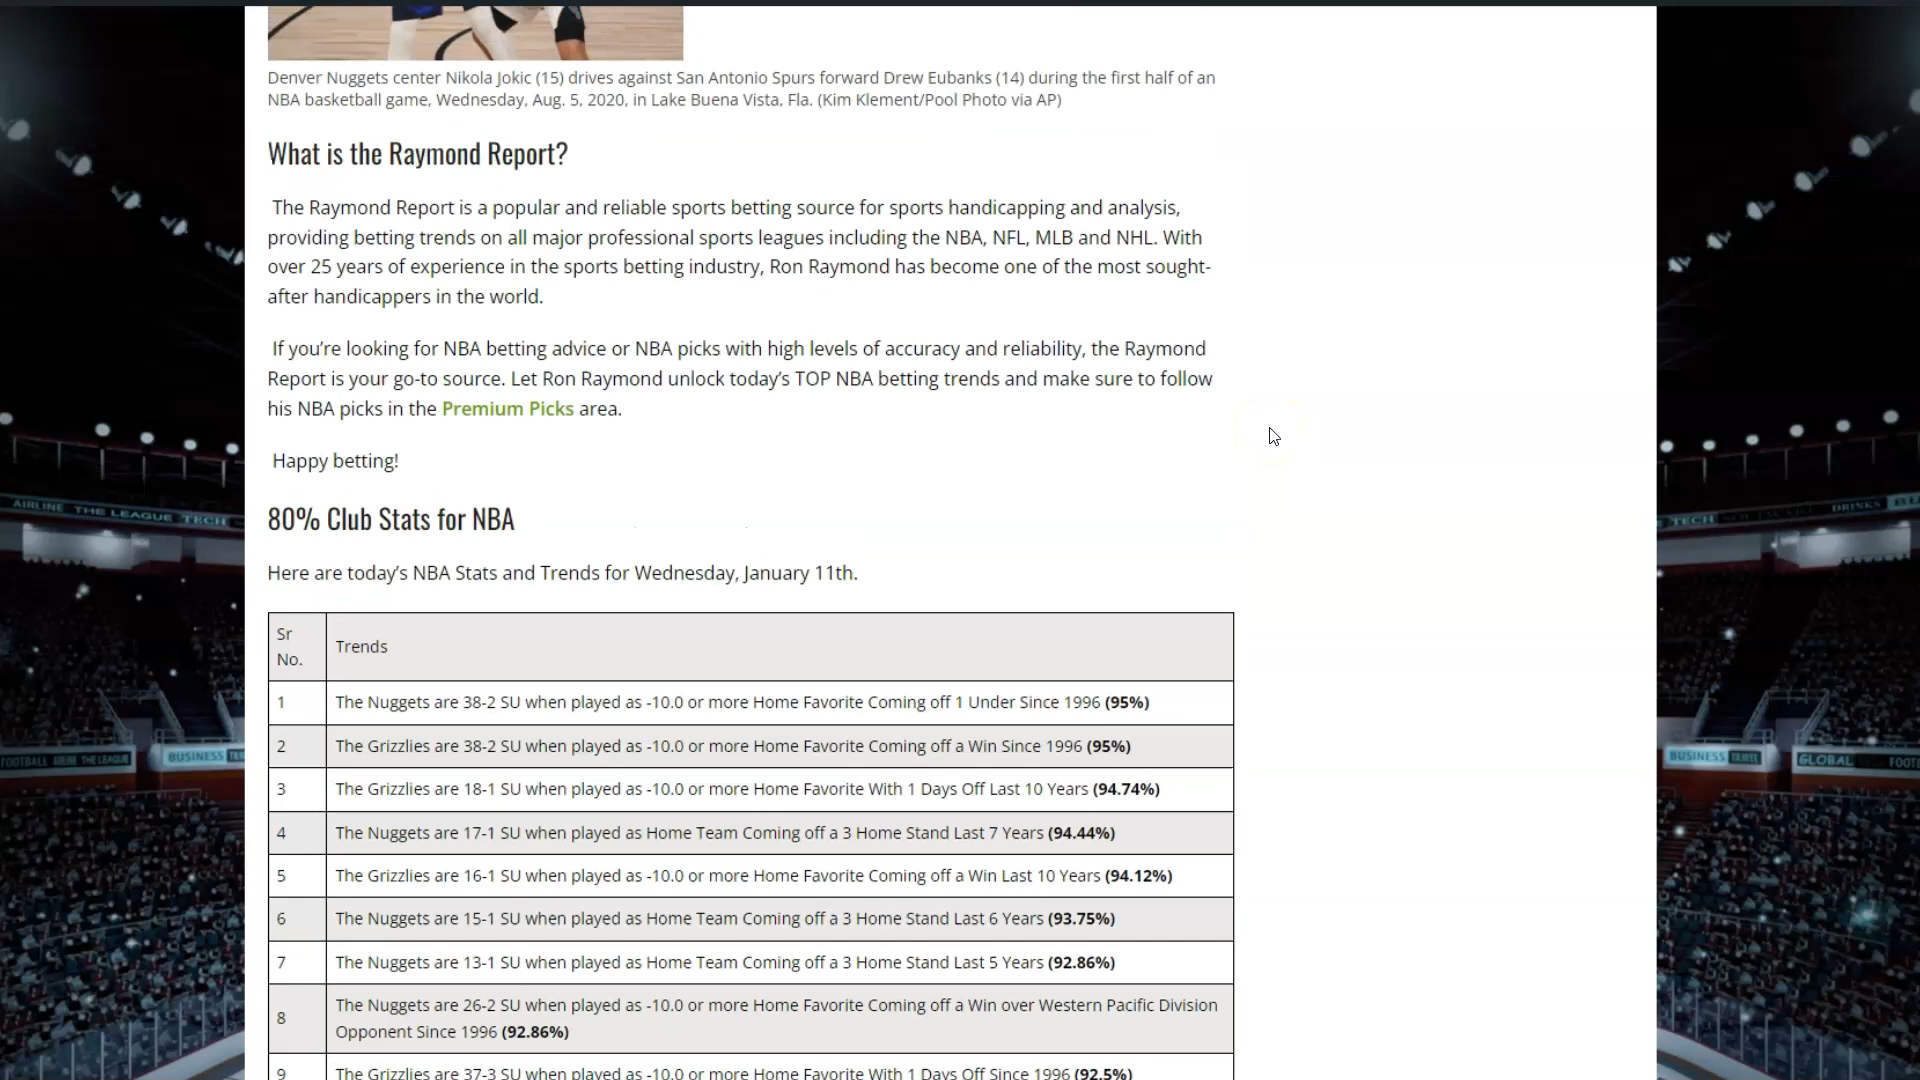 Denver Nuggets center Nikola Jokic (15) drives against San Antonio Spurs forward Drew Eubanks (14) during the first half of an
NBA basketball game, Wednesday, Aug. 5, 2020, in Lake Buena Vista, Fla. (Kim Klement/Pool Photo via AP)
What is the Raymond Report?
The Raymond Report is a popular and reliable sports betting source for sports handicapping and analysis,
providing betting trends on all major professional sports leagues including the NBA, NFL, MLB and NHL. With
over 25 years of experience in the sports betting industry, Ron Raymond has become one of the most sought-
after handicappers in the world.
If you’re looking for NBA betting advice or NBA picks with high levels of accuracy and reliability, the Raymond
Report is your go-to source. Let Ron Raymond unlock today’s TOP NBA betting trends and make sure to follow
his NBA picks in the Premium Picks area.
Happy betting!
AIRLINE THE LEAGUE TECH
TECH DRINKS
80% Club Stats for NBA
Here are today’s NBA Stats and Trends for Wednesday, January 11th.
Sr
No.
Trends
1 The Nuggets are 38-2 SU when played as -10.0 or more Home Favorite Coming off 1 Under Since 1996 (95%)
2 The Grizzlies are 38-2 SU when played as -10.0 or more Home Favorite Coming off a Win Since 1996 (95%)
FOOTBALL AIRLINE THE LEAGUE BUSINESS
BUSINESS TRAVEL GLOBAL FOOT
3 The Grizzlies are 18-1 SU when played as -10.0 or more Home Favorite With 1 Days Off Last 10 Years (94.74%)
4 The Nuggets are 17-1 SU when played as Home Team Coming off a 3 Home Stand Last 7 Years (94.44%)
5 The Grizzlies are 16-1 SU when played as -10.0 or more Home Favorite Coming off a Win Last 10 Years (94.12%)
6 The Nuggets are 15-1 SU when played as Home Team Coming off a 3 Home Stand Last 6 Years (93.75%)
7 The Nuggets are 13-1 SU when played as Home Team Coming off a 3 Home Stand Last 5 Years (92.86%)
8 The Nuggets are 26-2 SU when played as -10.0 or more Home Favorite Coming off a Win over Western Pacific Division
Opponent Since 1996 (92.86%)
9 The Grizzlies are 37-3 SU when played as -10.0 or more Home Favorite With 1 Days Off Since 1996 (92.5%)